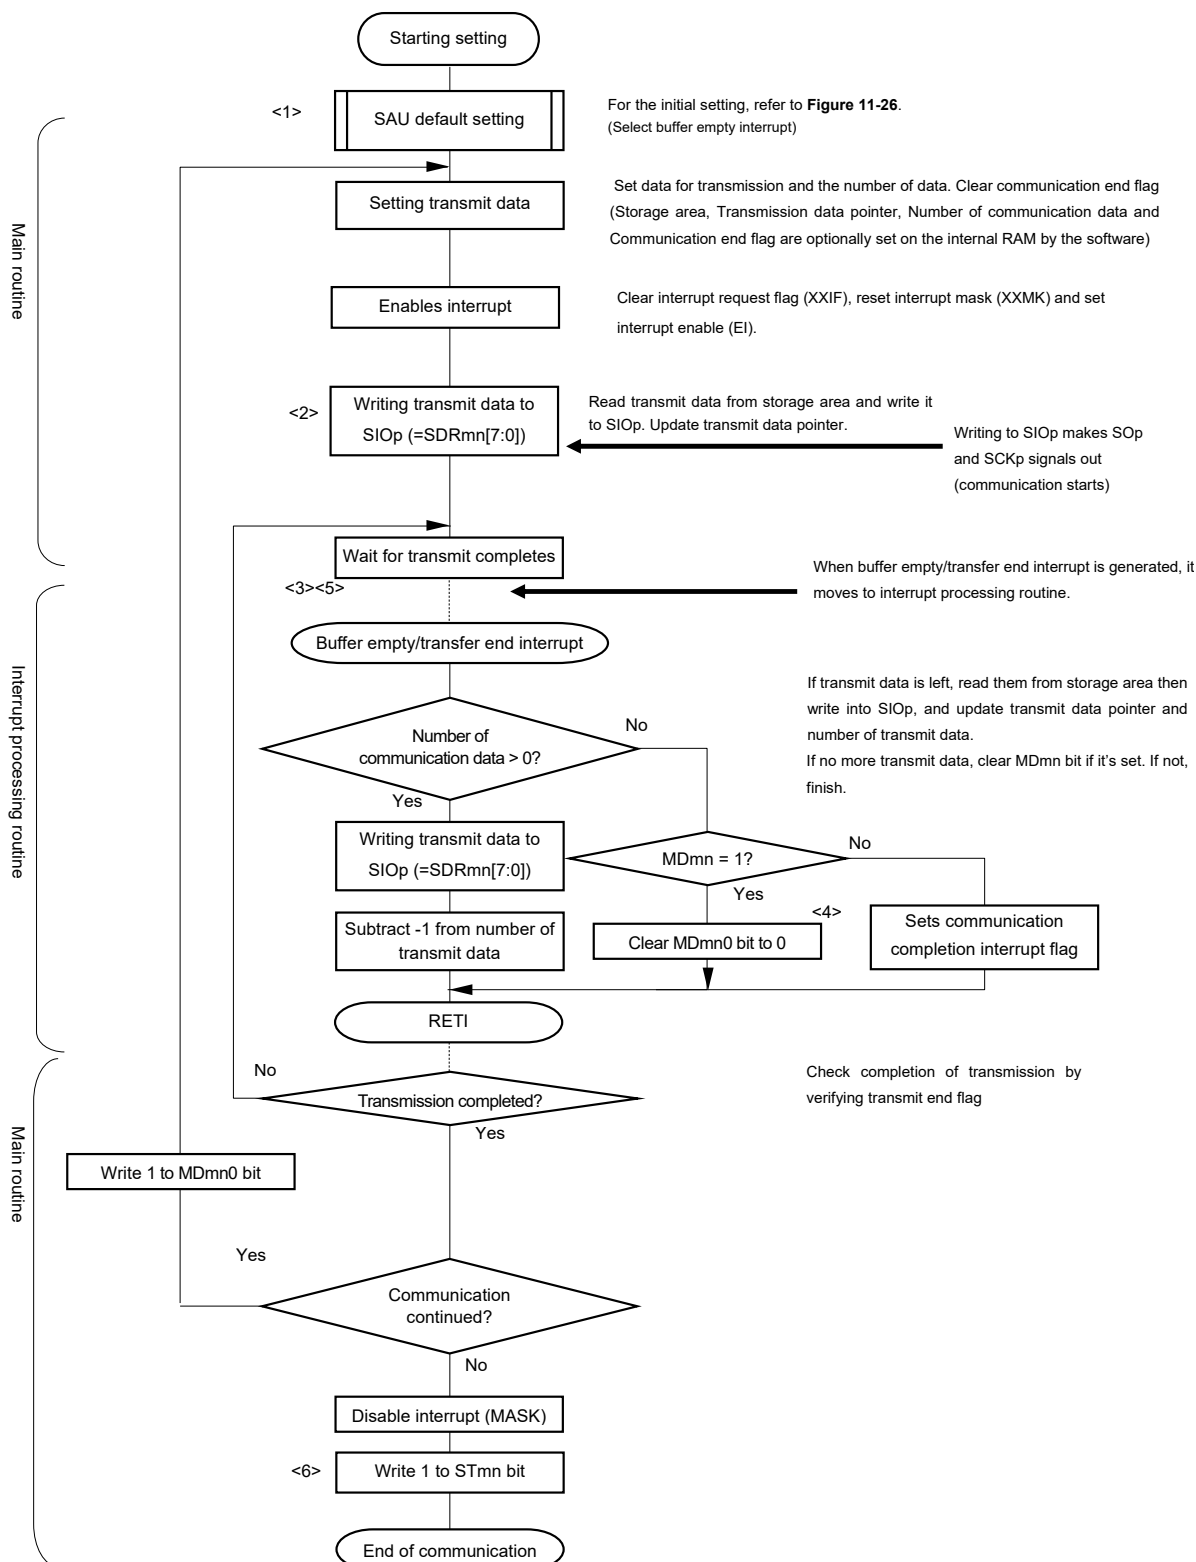 Starting setting
<1>
SAU default setting
For the initial setting, refer to Figure 11-26.
(Select buffer empty interrupt)
Main routine
Setting transmit data
Set data for transmission and the number of data. Clear communication end flag
(Storage area, Transmission data pointer, Number of communication data and
Communication end flag are optionally set on the internal RAM by the software)
Enables interrupt
Clear interrupt request flag (XXIF), reset interrupt mask (XXMK) and set
interrupt enable (EI).
<2>
Writing transmit data to
SIOp (=SDRmn[7:0])
Read transmit data from storage area and write it
to SIOp. Update transmit data pointer.
Writing to SIOp makes SOp
and SCKp signals out
(communication starts)
Wait for transmit completes
<3><5>
When buffer empty/transfer end interrupt is generated, it
moves to interrupt processing routine.
Interrupt processing routine
Buffer empty/transfer end interrupt
Number of
communication data > 0?
No
Yes
If transmit data is left, read them from storage area then
write into SIOp, and update transmit data pointer and
number of transmit data.
If no more transmit data, clear MDmn bit if it's set. If not,
finish.
Writing transmit data to
SIOp (=SDRmn[7:0])
MDmn = 1?
No
Yes
<4>
Subtract -1 from number of
transmit data
Clear MDmn0 bit to 0
Sets communication
completion interrupt flag
RETI
Main routine
No
Transmission completed?
Yes
Check completion of transmission by
verifying transmit end flag
Write 1 to MDmn0 bit
Yes
Communication
continued?
No
Disable interrupt (MASK)
<6>
Write 1 to STmn bit
End of communication